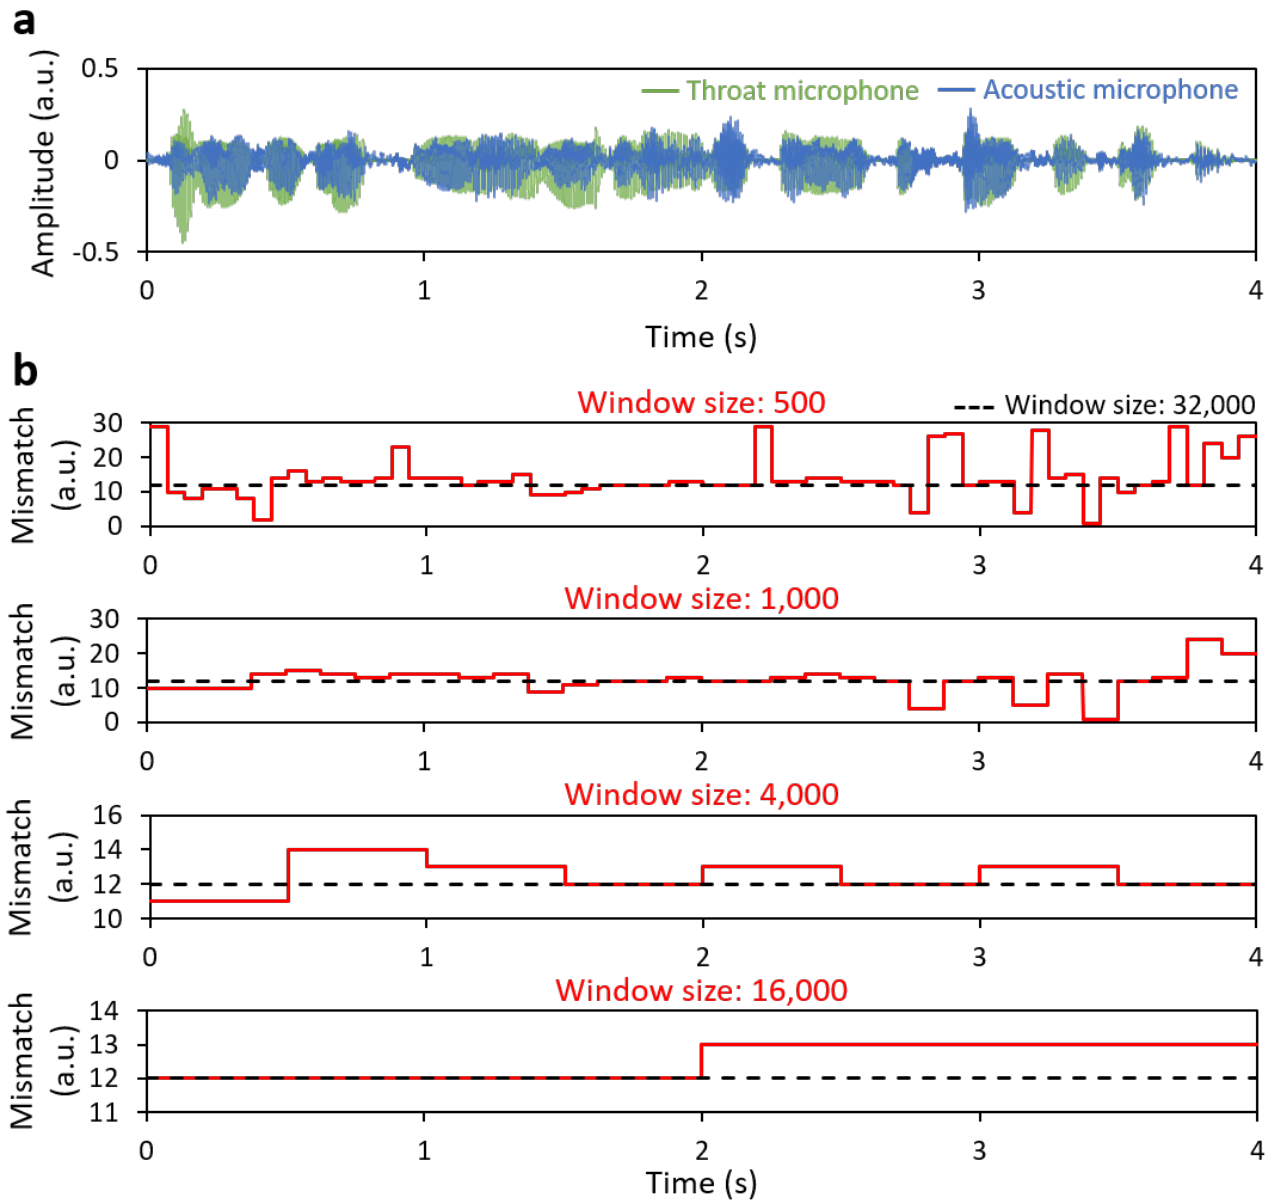 a
0.5
Throat microphone Acoustic microphone
Amplitude (a.u.)
0
-0.5
0 1 2 3 4
Time (s)
b
Window size: 500
Window size: 32,000
Mismatch
(a.u.)
30
20
10
0
0 1 2 3 4
Window size: 1,000
Mismatch
(a.u.)
30
20
10
0
0 1 2 3 4
Window size: 4,000
Mismatch
(a.u.)
16
14
12
10
0 1 2 3 4
Window size: 16,000
Mismatch
(a.u.)
14
13
12
11
0 1 2 3 4
Time (s)